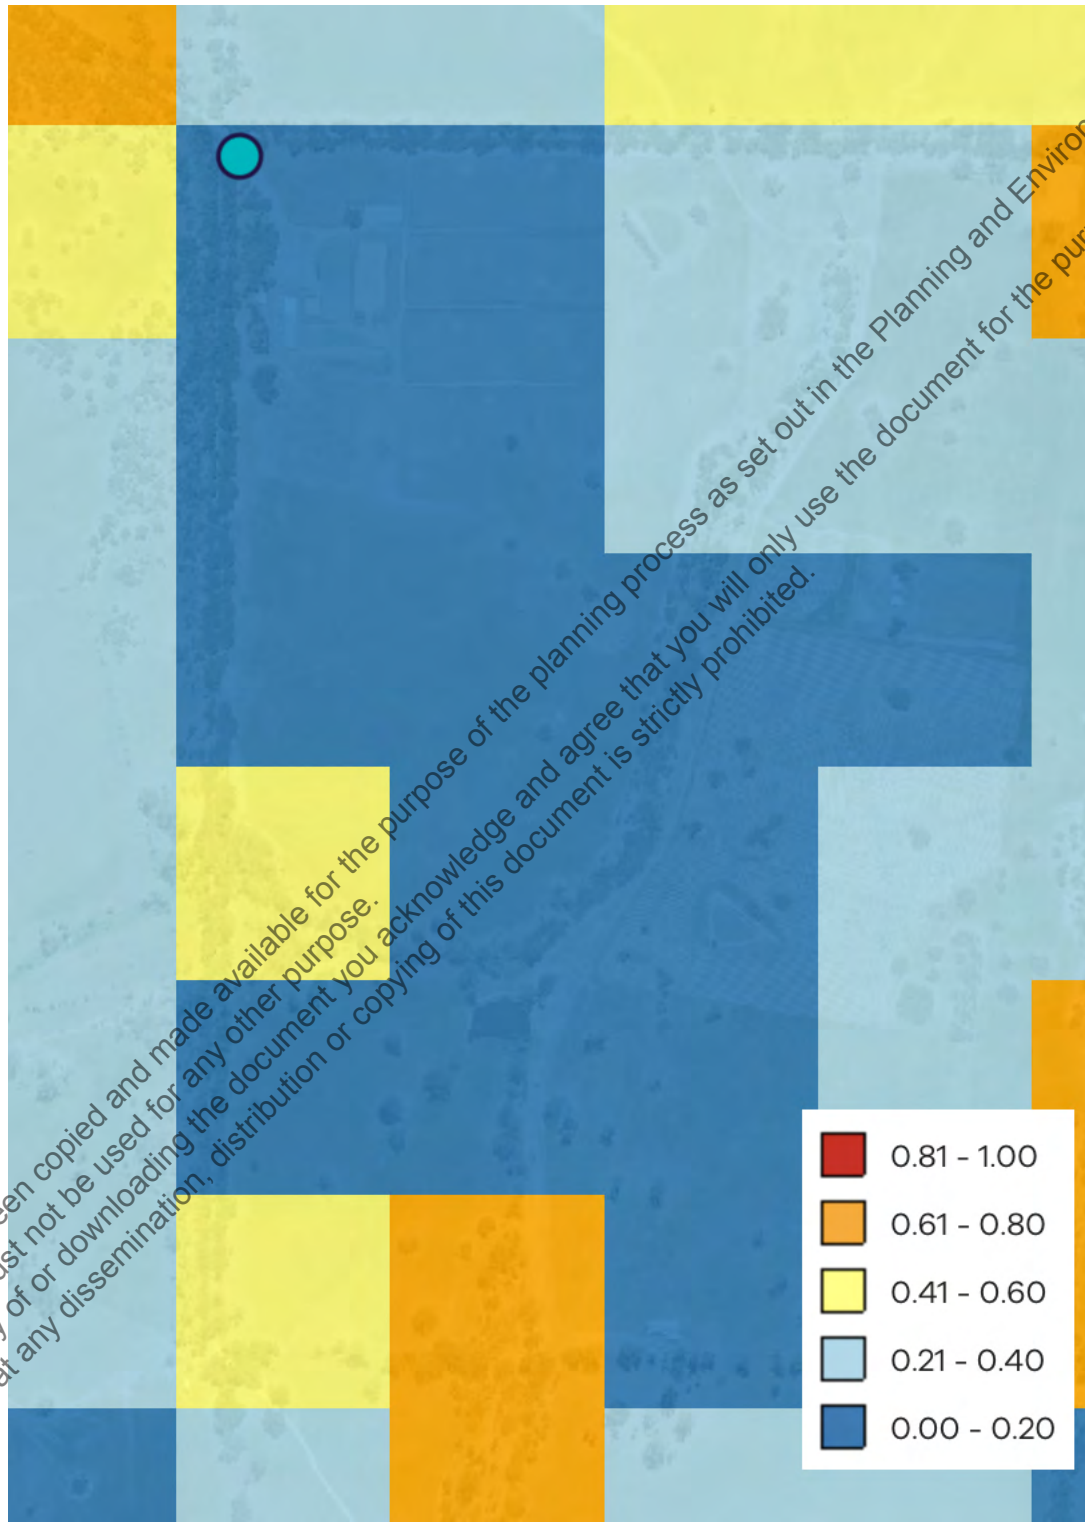 een copied and made available for the purpose of the planning process as set out in the Planning and Environ
ust not be used for any other purpose.
y of or downloading the document you acknowledge and agree that you will only use the document for the pur
at any dissemination, distribution or copying of this document is strictly prohibited.
0.81 - 1.00
0.61 - 0.80
0.41 - 0.60
0.21 - 0.40
0.00 - 0.20